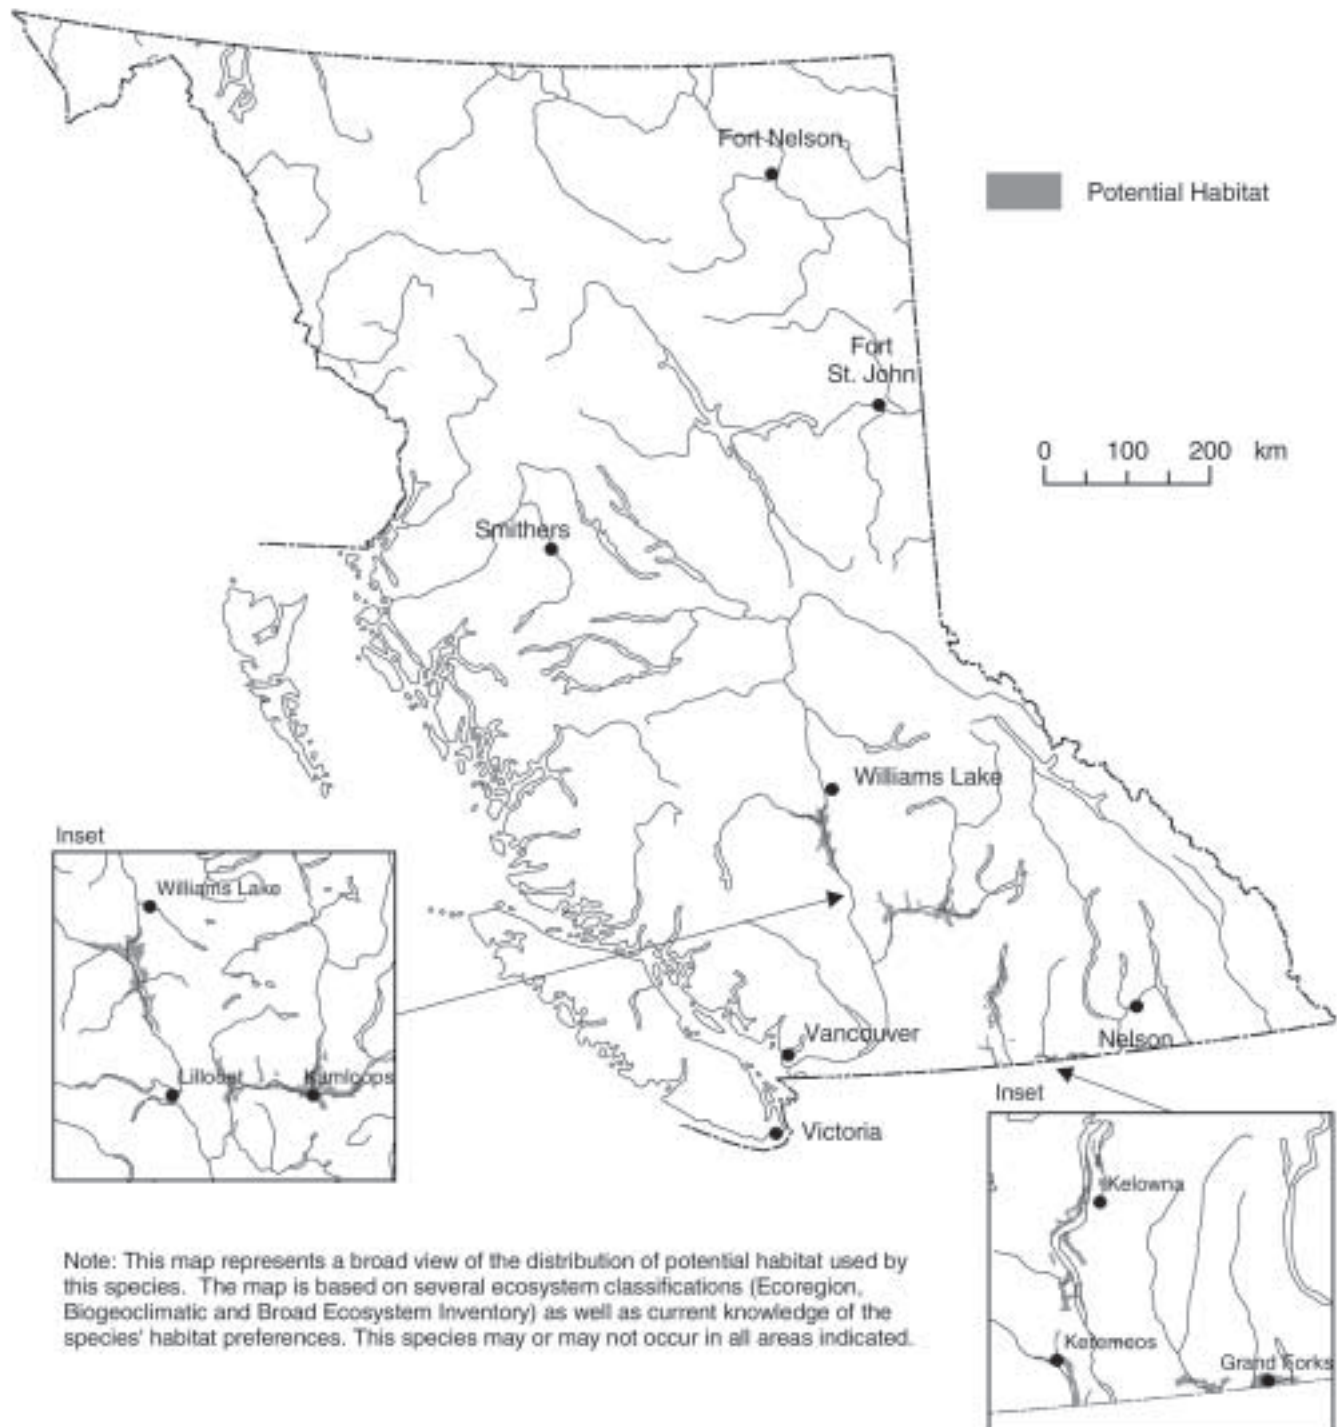 Fort Nelson
Potential Habitat
Fort
St. John
0 100 200 km
Smithers
Williams Lake
Inset
Williams Lake
Lillooet
Kamloops
Vancouver
Nelson
Victoria
Inset
Kelowna
Keremeos
Grand Forks
Note: This map represents a broad view of the distribution of potential habitat used by
this species. The map is based on several ecosystem classifications (Ecoregion,
Biogeoclimatic and Broad Ecosystem Inventory) as well as current knowledge of the
species' habitat preferences. This species may or may not occur in all areas indicated.